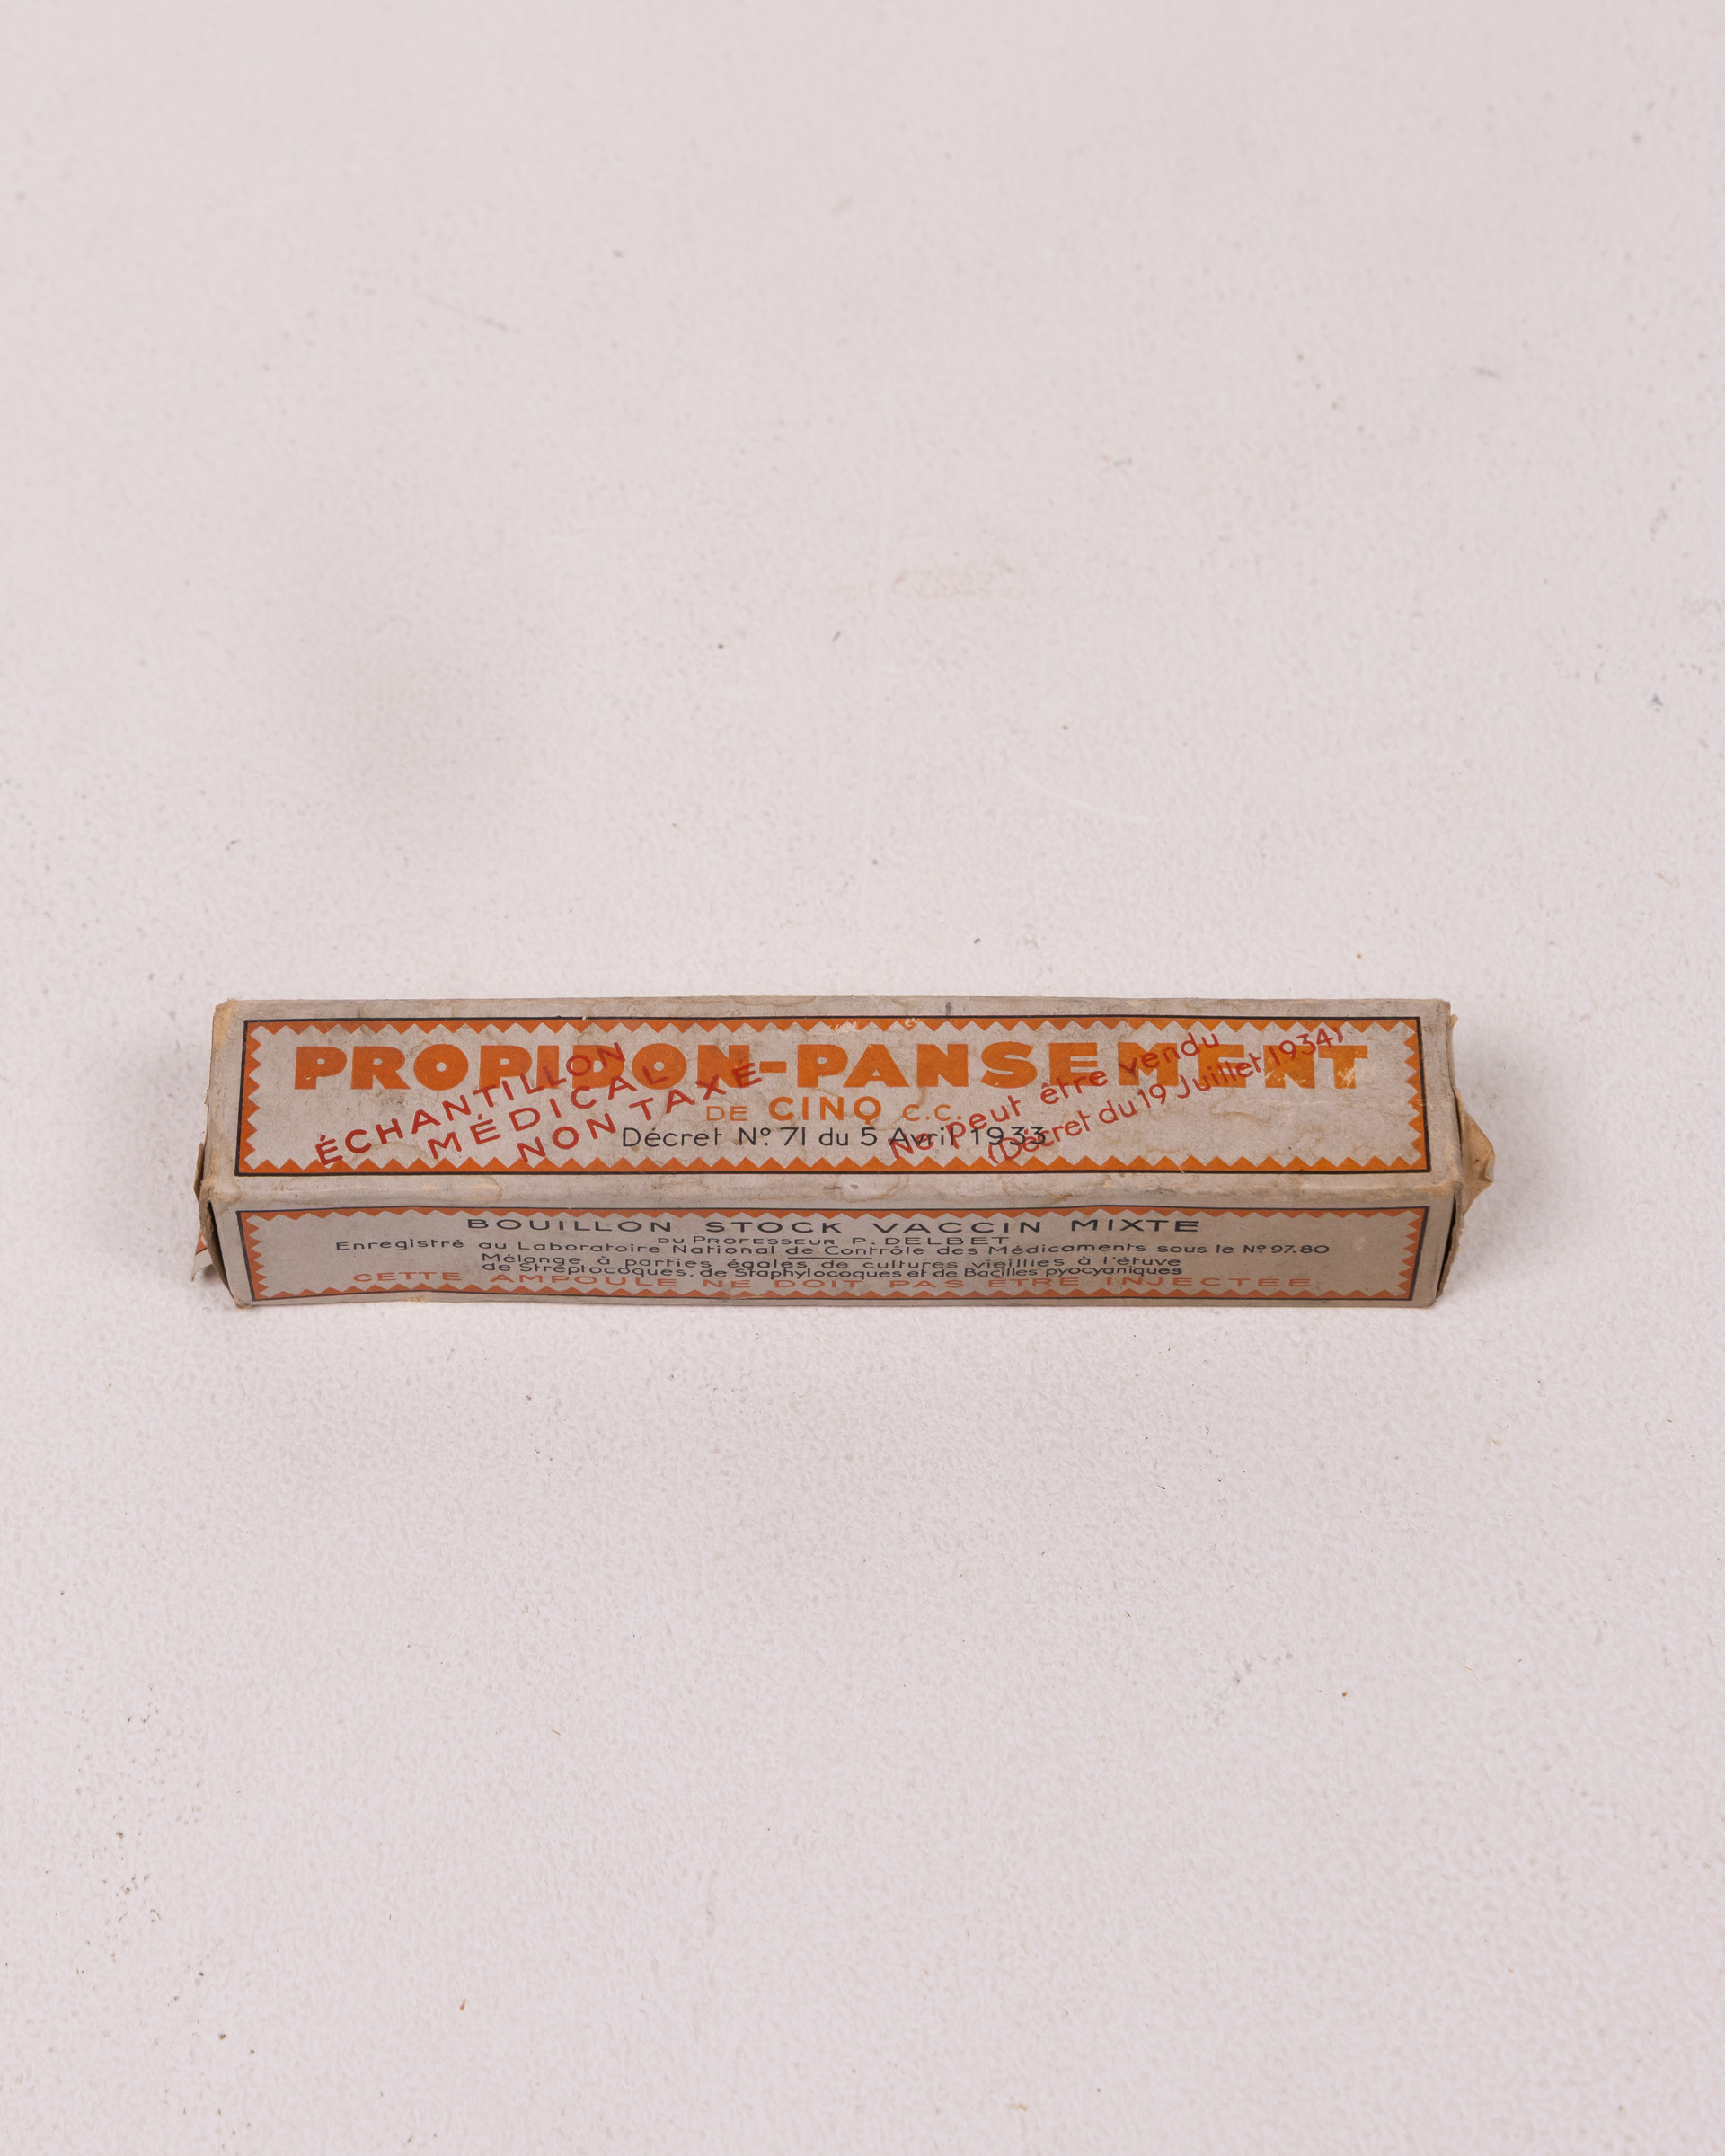 PROPIDON-PANSEMENT
DE CINQ C.C.
Décret Nº 71 du 5 Avril 1933
ÉCHANTILLON
MÉDICAL
NON TAXÉ
Ne peut être vendu
(Décret du 19 Juillet 1934)
BOUILLON STOCK VACCIN MIXTE
DU PROFESSEUR P. DELBET
Enregistré au Laboratoire National de Contrôle des Médicaments sous le Nº 97.80
Mélange à parties égales de cultures vieillies à l'étuve
de Streptocoques, de Staphylocoques et de Bacilles pyocyaniques
CETTE AMPOULE NE DOIT PAS ÊTRE INJECTÉE